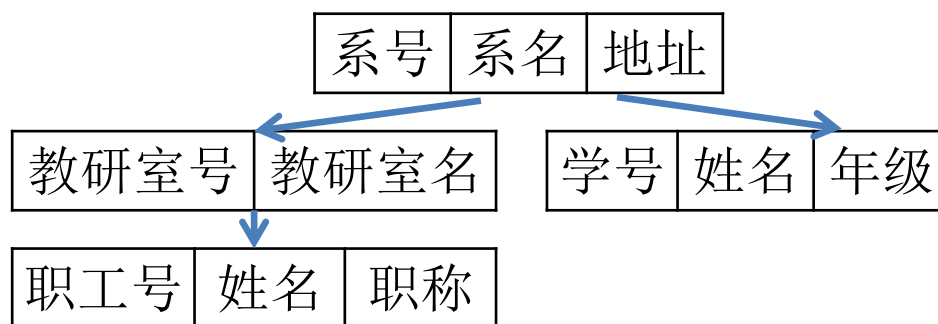 系号 系名 地址
教研室号 教研室名 学号 姓名 年级
职工号 姓名 职称